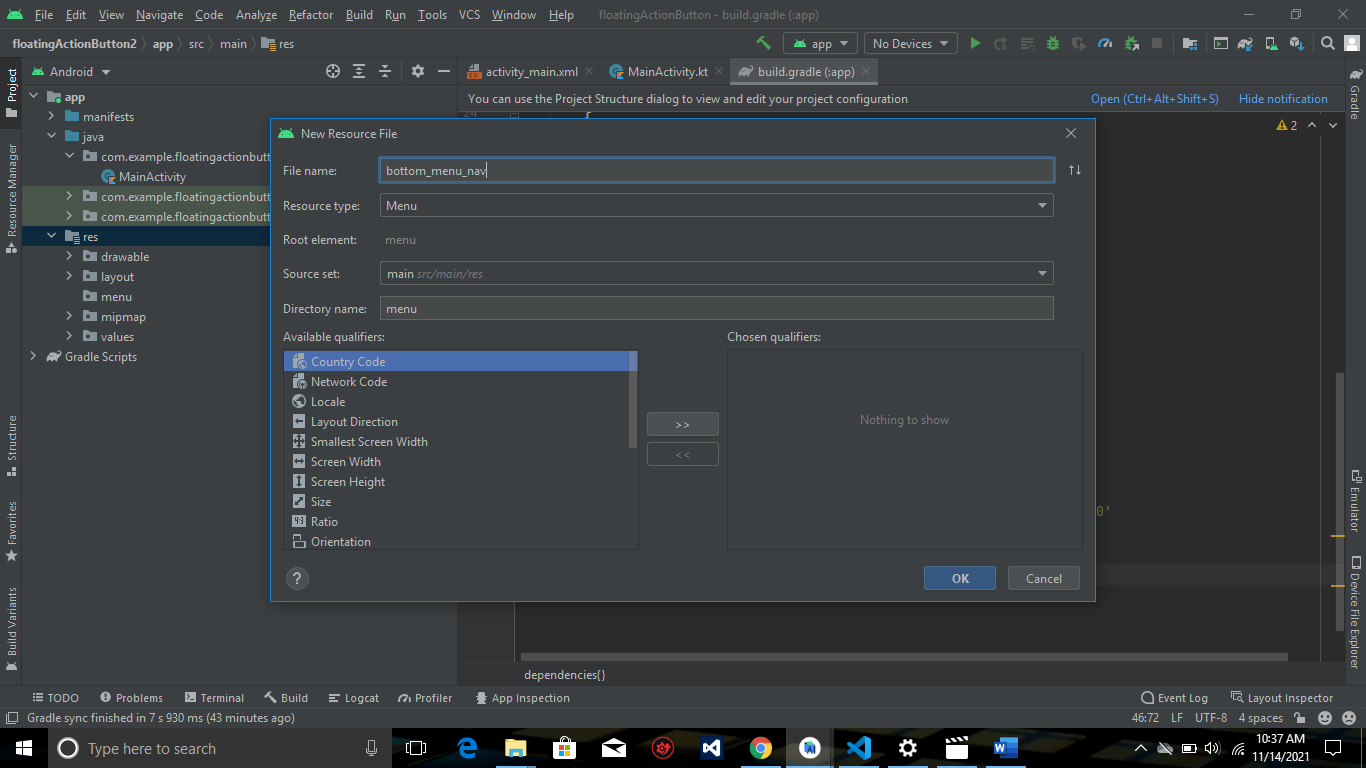 File Edit View Navigate Code Analyze Refactor Build Run Tools VCS Window Help floatingActionButton - build.gradle (:app)
floatingActionButton2 app src main res app No Devices
Android activity_main.xml MainActivity.kt build.gradle (:app)
You can use the Project Structure dialog to view and edit your project configuration Open (Ctrl+Alt+Shift+S) Hide notification
Project
Resource Manager
Structure
Favorites
Build Variants
app
manifests
java
com.example.floatingactionbutt
MainActivity
com.example.floatingactionbutt
com.example.floatingactionbutt
res
drawable
layout
menu
mipmap
values
Gradle Scripts
24 {
2
New Resource File
File name: bottom_menu_nav
Resource type: Menu
Root element: menu
Source set: main src/main/res
Directory name: menu
Available qualifiers: Chosen qualifiers:
Country Code
Network Code
Locale
Layout Direction
Smallest Screen Width
Screen Width
Screen Height
Size
Ratio
Orientation
>>
<<
Nothing to show
? OK Cancel
0'
Gradle
Emulator
Device File Explorer
dependencies{}
TODO Problems Terminal Build Logcat Profiler App Inspection Event Log Layout Inspector
Gradle sync finished in 7 s 930 ms (43 minutes ago) 46:72 LF UTF-8 4 spaces
Type here to search 10:37 AM
11/14/2021